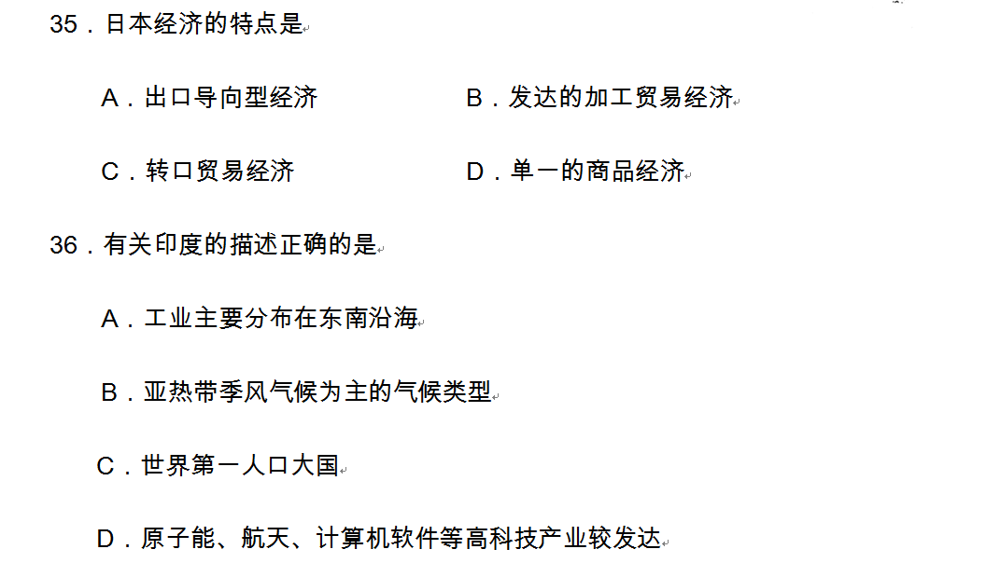 35．日本经济的特点是
A．出口导向型经济 B．发达的加工贸易经济
C．转口贸易经济 D．单一的商品经济
36．有关印度的描述正确的是
A．工业主要分布在东南沿海
B．亚热带季风气候为主的气候类型
C．世界第一人口大国
D．原子能、航天、计算机软件等高科技产业较发达